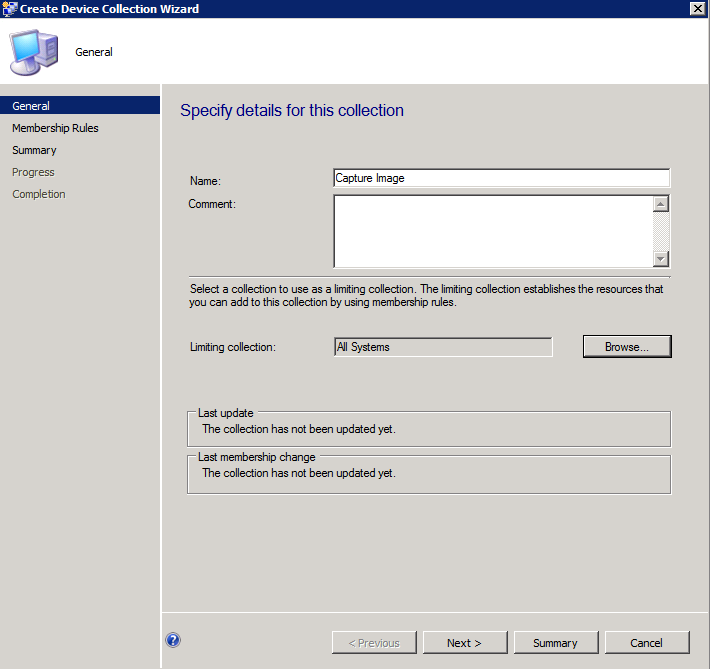 Create Device Collection Wizard
General
General
Membership Rules
Summary
Progress
Completion
Specify details for this collection
Name:
Capture Image
Comment:
Select a collection to use as a limiting collection. The limiting collection establishes the resources that
you can add to this collection by using membership rules.
Limiting collection:
All Systems
Browse...
Last update
The collection has not been updated yet.
Last membership change
The collection has not been updated yet.
?
< Previous
Next >
Summary
Cancel